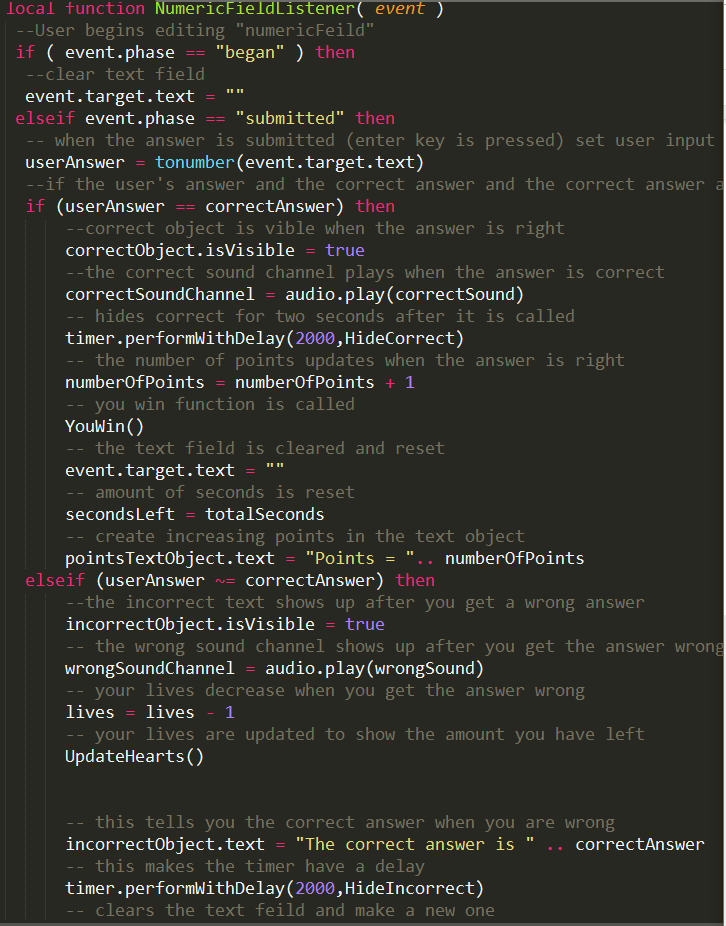 local function NumericFieldListener( event )
--User begins editing "numericFeild"
if ( event.phase == "began" ) then
--clear text field
event.target.text = ""
elseif event.phase == "submitted" then
-- when the answer is submitted (enter key is pressed) set user input
userAnswer = tonumber(event.target.text)
--if the user's answer and the correct answer and the correct answer a
if (userAnswer == correctAnswer) then
--correct object is vible when the answer is right
correctObject.isVisible = true
--the correct sound channel plays when the answer is correct
correctSoundChannel = audio.play(correctSound)
-- hides correct for two seconds after it is called
timer.performWithDelay(2000,HideCorrect)
-- the number of points updates when the answer is right
numberOfPoints = numberOfPoints + 1
-- you win function is called
YouWin()
-- the text field is cleared and reset
event.target.text = ""
-- amount of seconds is reset
secondsLeft = totalSeconds
-- create increasing points in the text object
pointsTextObject.text = "Points = ".. numberOfPoints
elseif (userAnswer ~= correctAnswer) then
--the incorrect text shows up after you get a wrong answer
incorrectObject.isVisible = true
-- the wrong sound channel shows up after you get the answer wrong
wrongSoundChannel = audio.play(wrongSound)
-- your lives decrease when you get the answer wrong
lives = lives - 1
-- your lives are updated to show the amount you have left
UpdateHearts()
-- this tells you the correct answer when you are wrong
incorrectObject.text = "The correct answer is " .. correctAnswer
-- this makes the timer have a delay
timer.performWithDelay(2000,HideIncorrect)
-- clears the text feild and make a new one